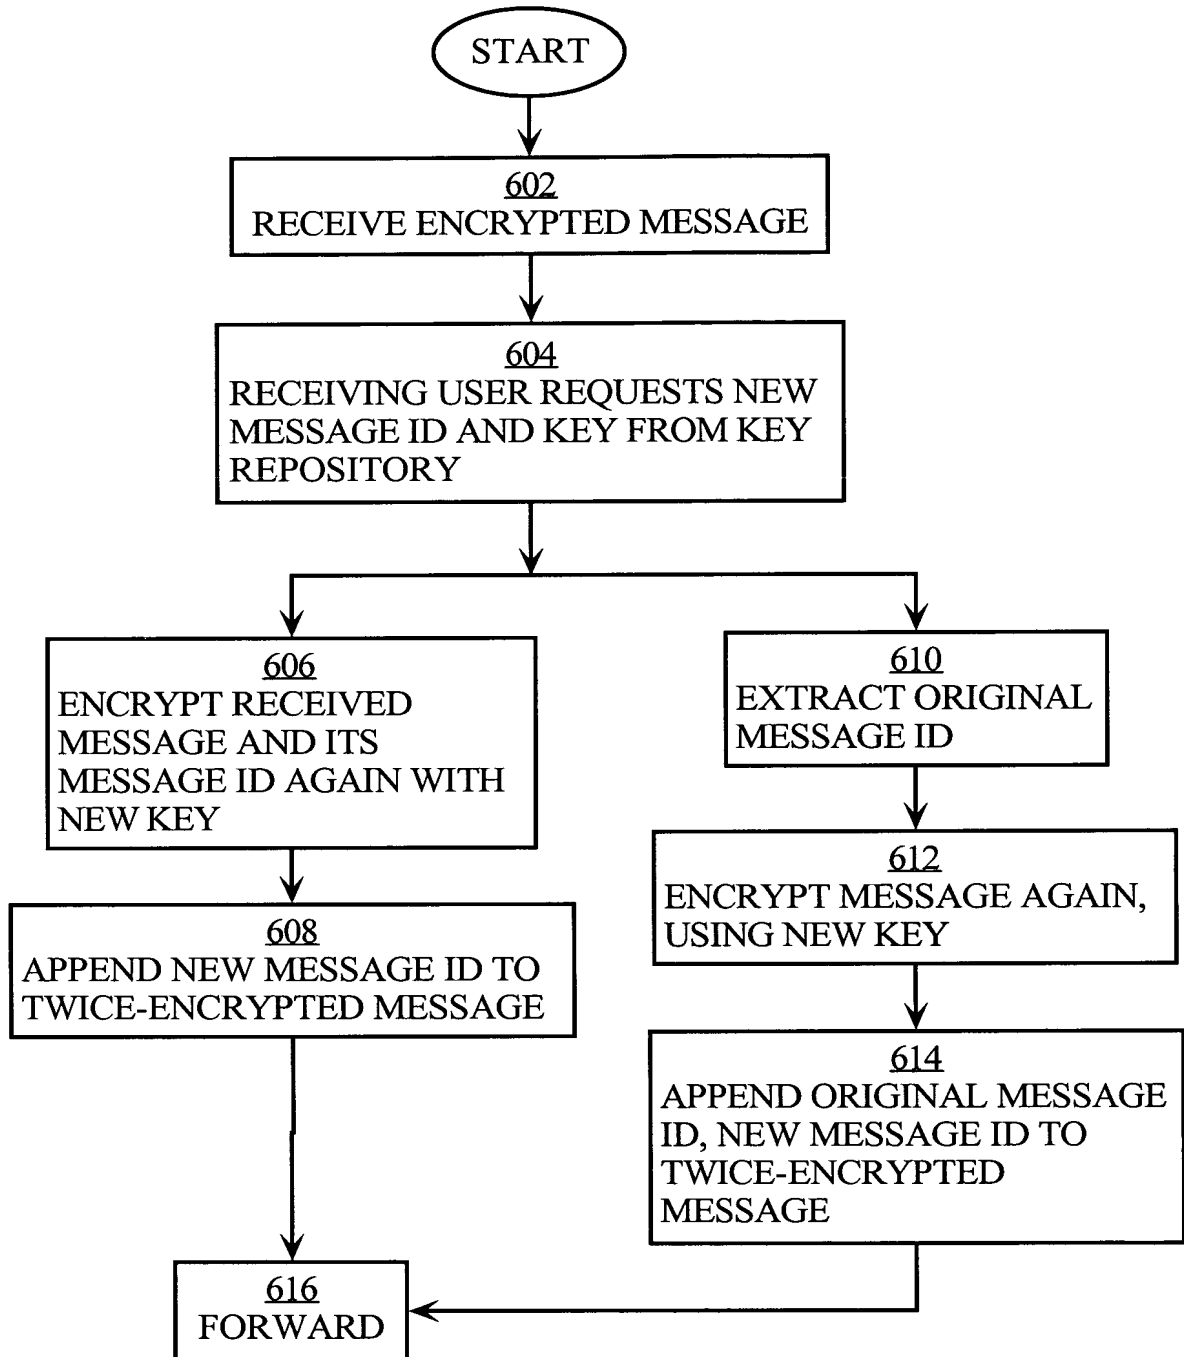 START
602
RECEIVE ENCRYPTED MESSAGE
604
RECEIVING USER REQUESTS NEW
MESSAGE ID AND KEY FROM KEY
REPOSITORY
606
ENCRYPT RECEIVED
MESSAGE AND ITS
MESSAGE ID AGAIN WITH
NEW KEY
608
APPEND NEW MESSAGE ID TO
TWICE-ENCRYPTED MESSAGE
610
EXTRACT ORIGINAL
MESSAGE ID
612
ENCRYPT MESSAGE AGAIN,
USING NEW KEY
614
APPEND ORIGINAL MESSAGE
ID, NEW MESSAGE ID TO
TWICE-ENCRYPTED
MESSAGE
616
FORWARD